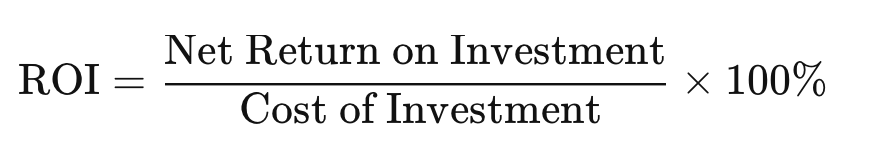 ROI = Net Return on Investment / Cost of Investment × 100%